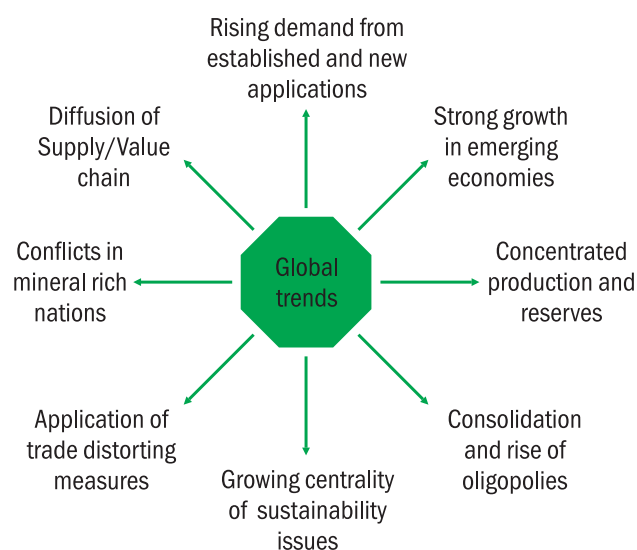 Rising demand from
established and new
applications
Strong growth
in emerging
economies
Concentrated
production and
reserves
Consolidation
and rise of
oligopolies
Growing centrality
of sustainability
issues
Application of
trade distorting
measures
Conflicts in
mineral rich
nations
Diffusion of
Supply/Value
chain
Global
trends